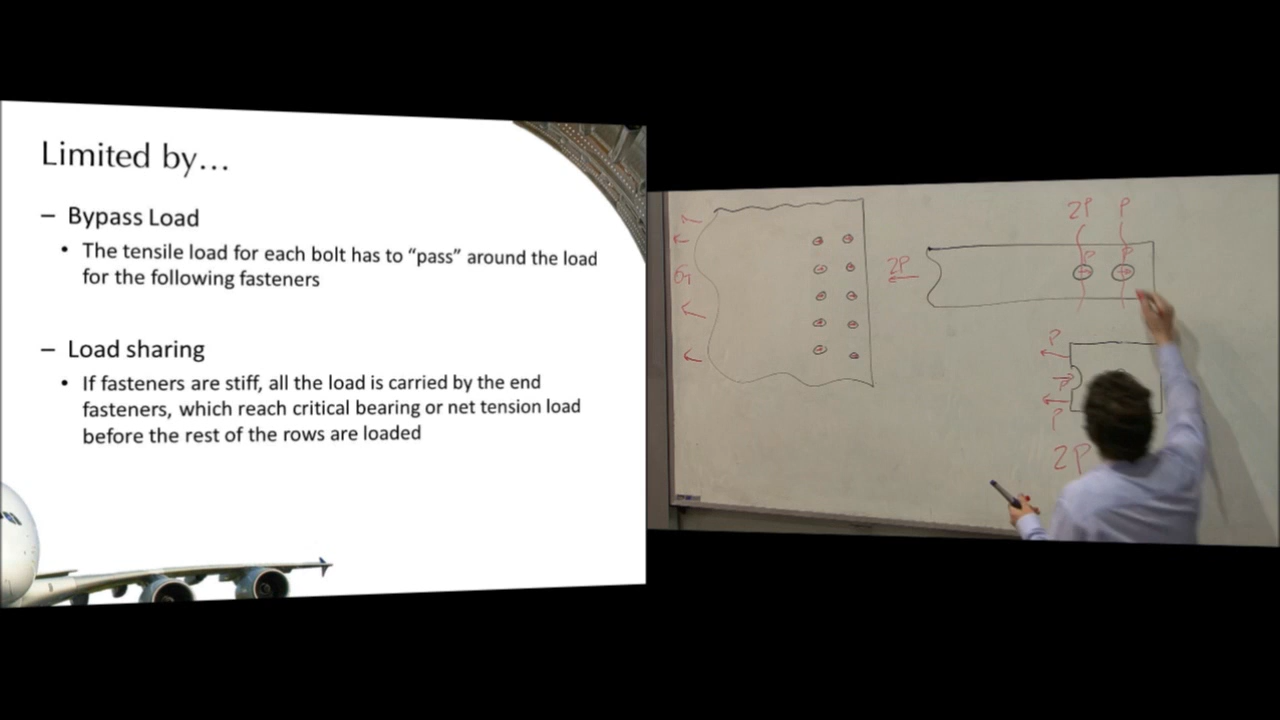 Limited by...
– Bypass Load
• The tensile load for each bolt has to “pass” around the load
for the following fasteners
– Load sharing
• If fasteners are stiff, all the load is carried by the end
fasteners, which reach critical bearing or net tension load
before the rest of the rows are loaded
2P P
P P
2P
σ
P
P
P
2P